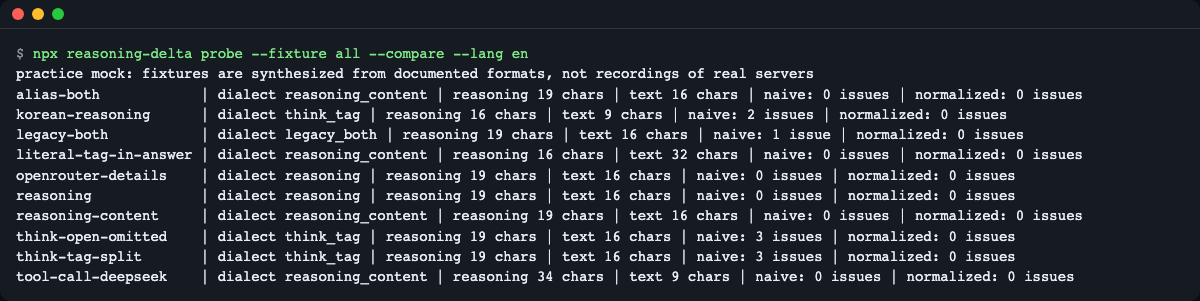 $ npx reasoning-delta probe --fixture all --compare --lang en
practice mock: fixtures are synthesized from documented formats, not recordings of real servers
alias-both           | dialect reasoning_content | reasoning 19 chars | text 16 chars | naive: 0 issues | normalized: 0 issues
korean-reasoning     | dialect think_tag | reasoning 16 chars | text 9 chars | naive: 2 issues | normalized: 0 issues
legacy-both          | dialect legacy_both | reasoning 19 chars | text 16 chars | naive: 1 issue | normalized: 0 issues
literal-tag-in-answer | dialect reasoning_content | reasoning 16 chars | text 32 chars | naive: 0 issues | normalized: 0 issues
openrouter-details   | dialect reasoning | reasoning 19 chars | text 16 chars | naive: 0 issues | normalized: 0 issues
reasoning            | dialect reasoning | reasoning 19 chars | text 16 chars | naive: 0 issues | normalized: 0 issues
reasoning-content    | dialect reasoning_content | reasoning 19 chars | text 16 chars | naive: 0 issues | normalized: 0 issues
think-open-omitted   | dialect think_tag | reasoning 19 chars | text 16 chars | naive: 3 issues | normalized: 0 issues
think-tag-split      | dialect think_tag | reasoning 19 chars | text 16 chars | naive: 3 issues | normalized: 0 issues
tool-call-deepseek   | dialect reasoning_content | reasoning 34 chars | text 9 chars | naive: 0 issues | normalized: 0 issues